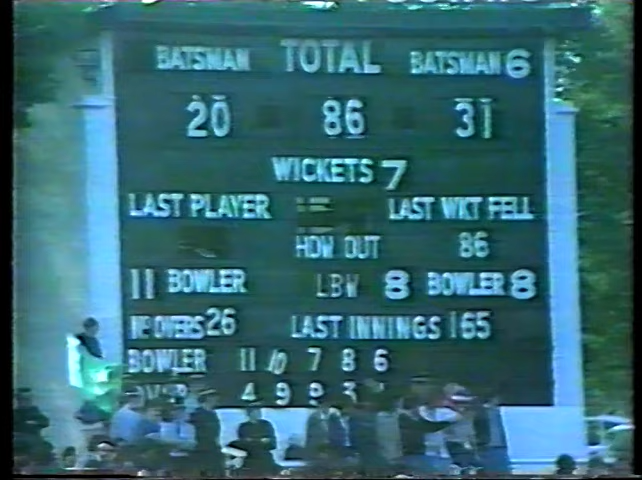 BATSMAN TOTAL BATSMAN 6
20 86 31
WICKETS 7
LAST PLAYER LAST WKT FELL
HOW OUT 86
11 BOWLER LBW 8 BOWLER 8
No OVERS 26 LAST INNINGS 165
BOWLER 11 10 7 8 6
OVER 4 9 9 3